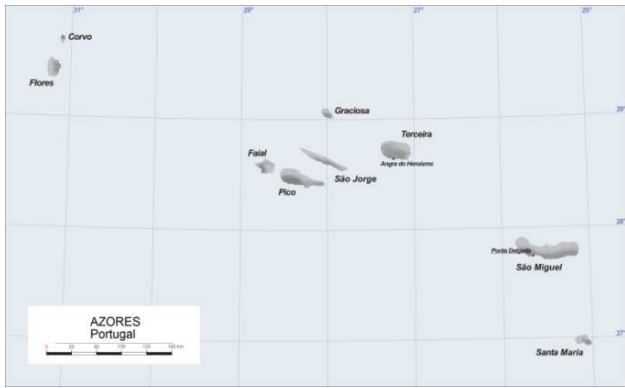 31°
29°
27°
25°
Corvo
Flores
Graciosa
39°
Terceira
Angra do Heroísmo
Faial
São Jorge
Pico
38°
Ponta Delgada
São Miguel
AZORES
Portugal
37°
Santa Maria